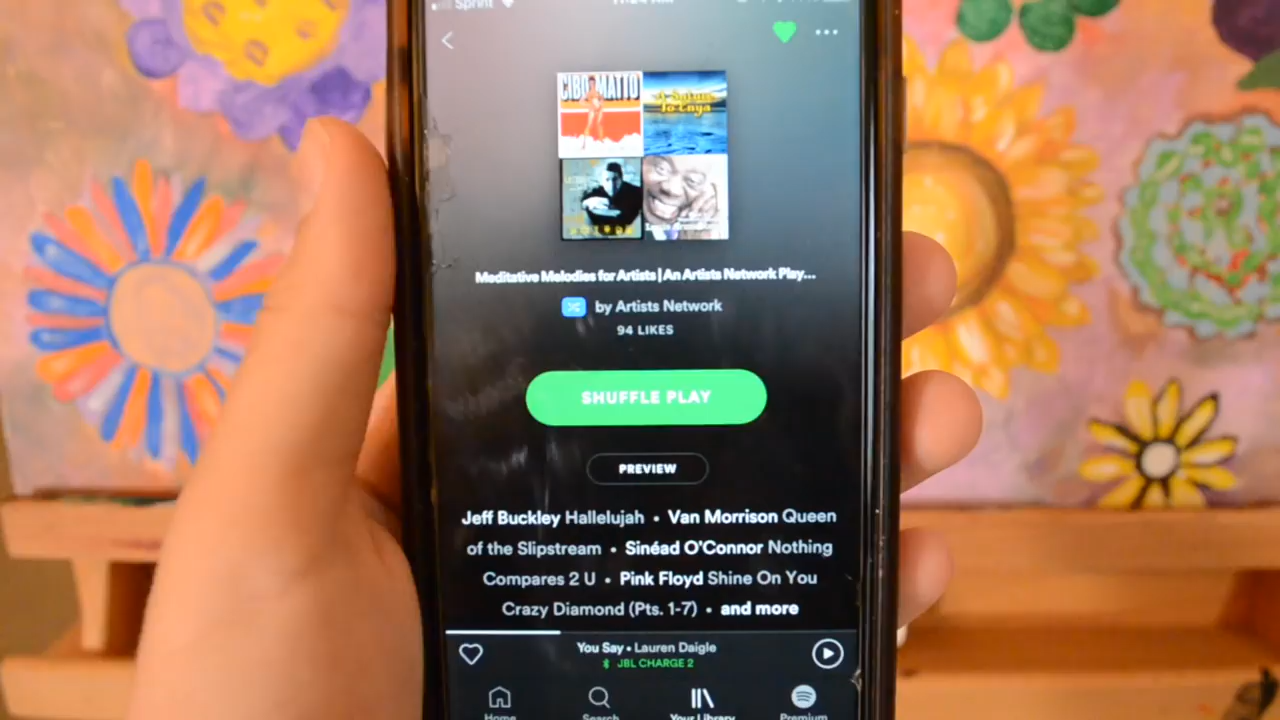 Sprint
CIBO MATTO
A Salute
To Enya
Meditative Melodies for Artists | An Artists Network Play...
by Artists Network
94 LIKES
SHUFFLE PLAY
PREVIEW
Jeff Buckley Hallelujah • Van Morrison Queen
of the Slipstream • Sinéad O'Connor Nothing
Compares 2 U • Pink Floyd Shine On You
Crazy Diamond (Pts. 1-7) • and more
You Say • Lauren Daigle
JBL CHARGE 2
Home Search Your Library Premium